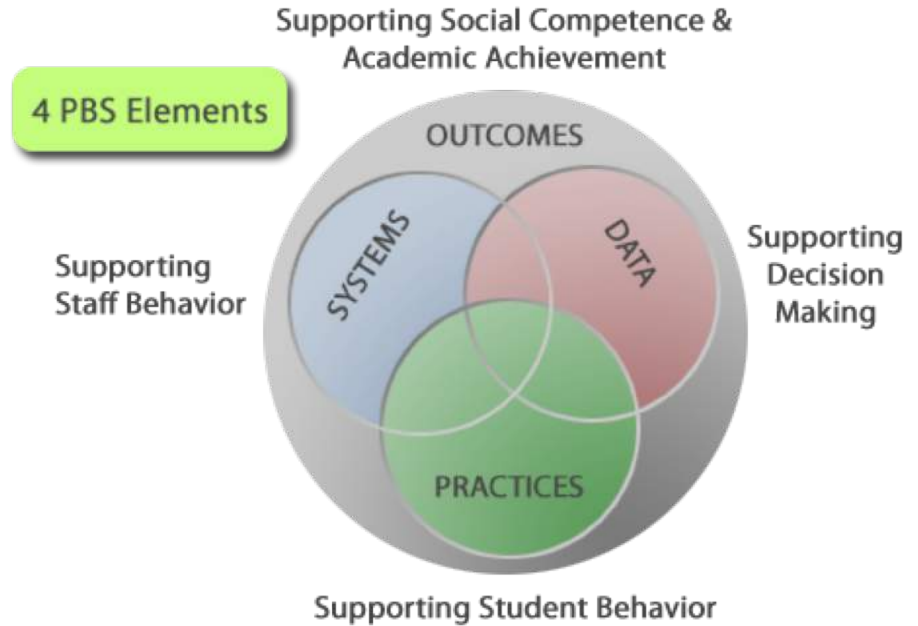 Supporting Social Competence &
Academic Achievement
4 PBS Elements
OUTCOMES
SYSTEMS
DATA
Supporting
Staff Behavior
Supporting
Decision
Making
PRACTICES
Supporting Student Behavior